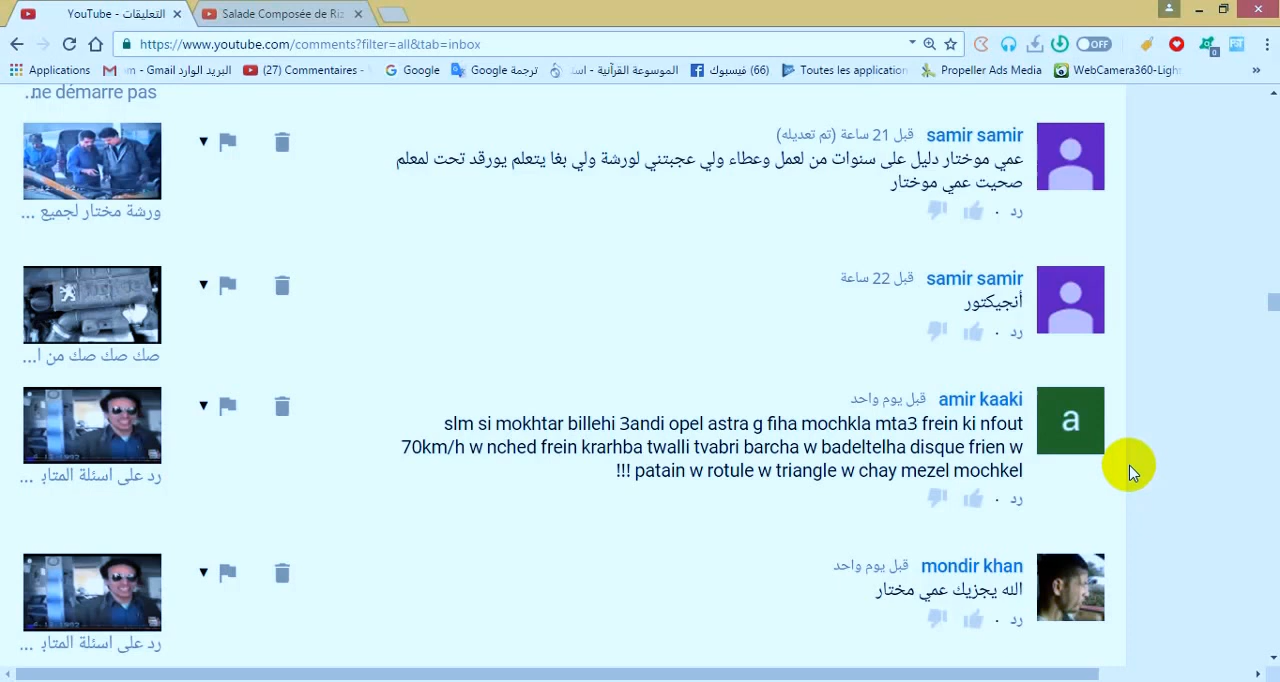 YouTube - التعليقات
Salade Composée de Riz
https://www.youtube.com/comments?filter=all&tab=inbox
OFF
0
Applications
البريد الوارد - Gmail
(27) Commentaires -
Google
ترجمة Google
الموسوعة القرآنية -
(66) فيسبوك
Toutes les application
Propeller Ads Media
WebCamera360-Ligh
»
ne démarre pas...
samir samir قبل 21 ساعة (تم تعديله)
عمي موختار دليل على سنوات من لعمل وعطاء ولي عجبتني لورشة ولي بغا يتعلم يورقد تحت لمعلم
صحيت عمي موختار
رد
ورشة مختار لجميع ...
samir samir قبل 22 ساعة
أنجيكتور
رد
صك صك صك من ا...
amir kaaki قبل يوم واحد
a
slm si mokhtar billehi 3andi opel astra g fiha mochkla mta3 frein ki nfout
70km/h w nched frein krarhba twalli tvabri barcha w badeltelha disque frien w
patain w rotule w triangle w chay mezel mochkel !!!
رد
رد على اسئلة المتاب ...
mondir khan قبل يوم واحد
الله يجزيك عمي مختار
رد
رد على اسئلة المتاب ...